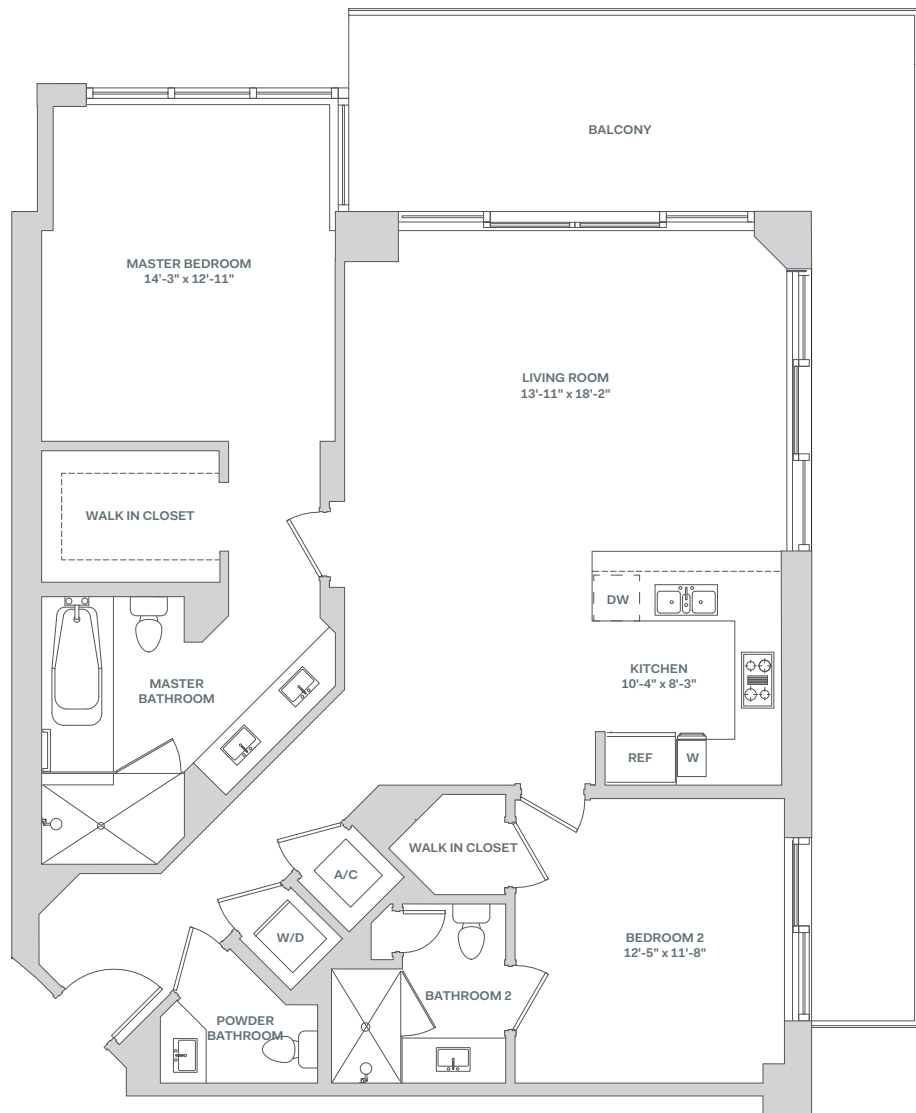 BALCONY
MASTER BEDROOM
14'-3" x 12'-11"
LIVING ROOM
13'-11" x 18'-2"
WALK IN CLOSET
DW
KITCHEN
10'-4" x 8'-3"
MASTER
BATHROOM
REF
W
WALK IN CLOSET
A/C
W/D
BEDROOM 2
12'-5" x 11'-8"
BATHROOM 2
POWDER
BATHROOM